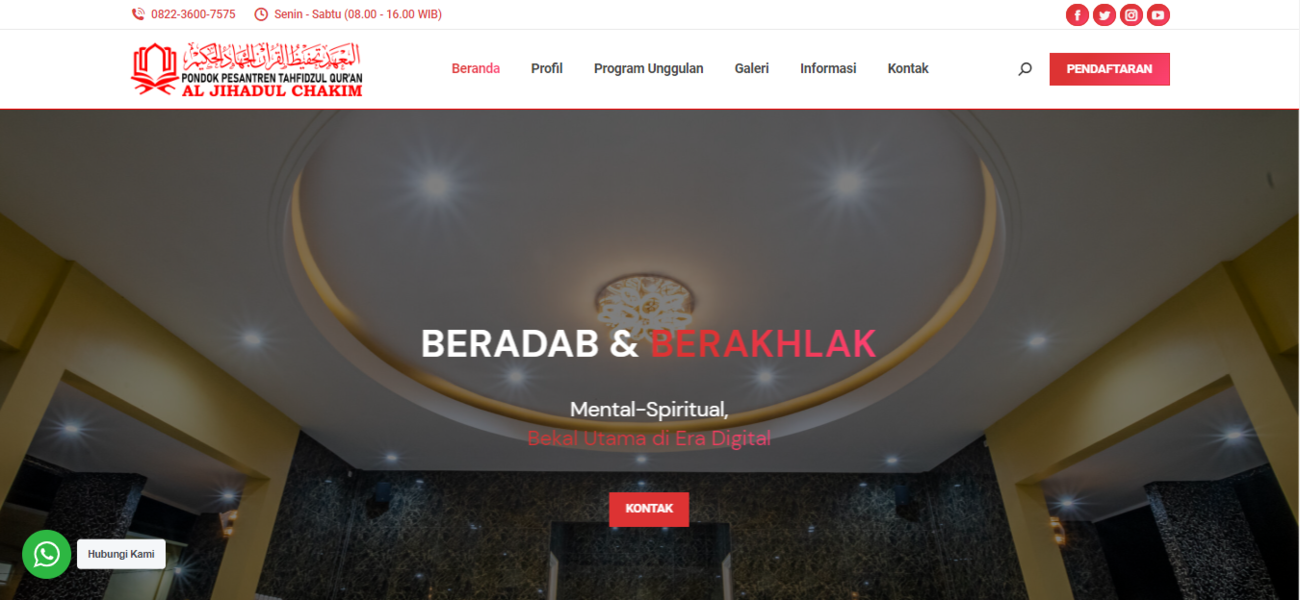 0822-3600-7575 Senin - Sabtu (08.00 - 16.00 WIB)
المعهد تحفيظ القرآن الجهاد الحكيم
PONDOK PESANTREN TAHFIDZUL QUR'AN
AL JIHADUL CHAKIM
Beranda Profil Program Unggulan Galeri Informasi Kontak PENDAFTARAN
BERADAB & BERAKHLAK
Mental-Spiritual,
Bekal Utama di Era Digital
KONTAK
Hubungi Kami